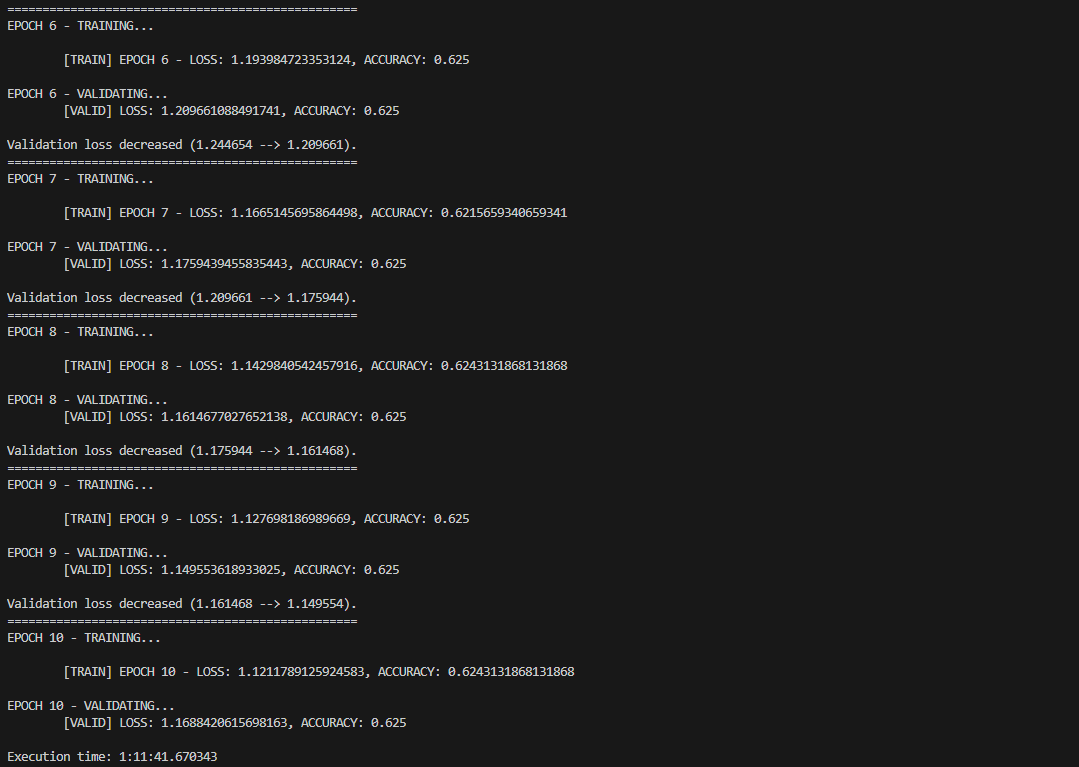 ==================================================
EPOCH 6 - TRAINING...
[TRAIN] EPOCH 6 - LOSS: 1.193984723353124, ACCURACY: 0.625
EPOCH 6 - VALIDATING...
[VALID] LOSS: 1.209661088491741, ACCURACY: 0.625
Validation loss decreased (1.244654 --> 1.209661).
==================================================
EPOCH 7 - TRAINING...
[TRAIN] EPOCH 7 - LOSS: 1.1665145695864498, ACCURACY: 0.6215659340659341
EPOCH 7 - VALIDATING...
[VALID] LOSS: 1.1759439455835443, ACCURACY: 0.625
Validation loss decreased (1.209661 --> 1.175944).
==================================================
EPOCH 8 - TRAINING...
[TRAIN] EPOCH 8 - LOSS: 1.1429840542457916, ACCURACY: 0.6243131868131868
EPOCH 8 - VALIDATING...
[VALID] LOSS: 1.1614677027652138, ACCURACY: 0.625
Validation loss decreased (1.175944 --> 1.161468).
==================================================
EPOCH 9 - TRAINING...
[TRAIN] EPOCH 9 - LOSS: 1.127698186989669, ACCURACY: 0.625
EPOCH 9 - VALIDATING...
[VALID] LOSS: 1.149553618933025, ACCURACY: 0.625
Validation loss decreased (1.161468 --> 1.149554).
==================================================
EPOCH 10 - TRAINING...
[TRAIN] EPOCH 10 - LOSS: 1.1211789125924583, ACCURACY: 0.6243131868131868
EPOCH 10 - VALIDATING...
[VALID] LOSS: 1.1688420615698163, ACCURACY: 0.625
Execution time: 1:11:41.670343